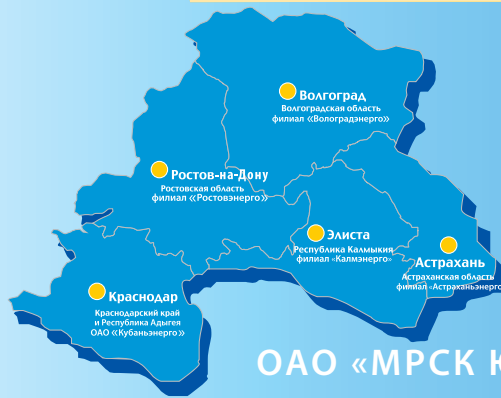 Волгоград
Волгоградская область
филиал «Вологоградэнерго»
Ростов-на-Дону
Ростовская область
филиал «Ростовэнерго»
Элиста
Республика Калмыкия
филиал «Калмэнерго»
Астрахань
Астраханская область
филиал «Астраханьэнерго
Краснодар
Краснодарский край
и Республика Адыгея
ОАО «Кубаньэнерго»
ОАО «МРСК Ю